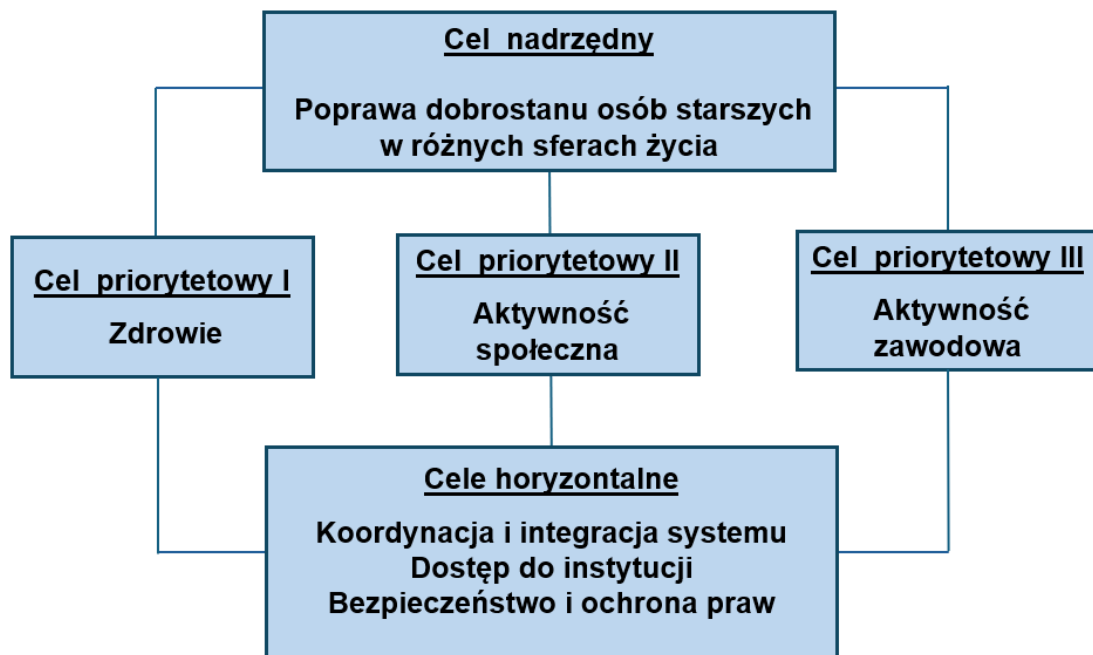 Cel  nadrzędny
Poprawa dobrostanu osób starszych
w różnych sferach życia
Cel  priorytetowy I
Zdrowie
Cel  priorytetowy II
Aktywność
społeczna
Cel  priorytetowy III
Aktywność
zawodowa
Cele horyzontalne
Koordynacja i integracja systemu
Dostęp do instytucji
Bezpieczeństwo i ochrona praw